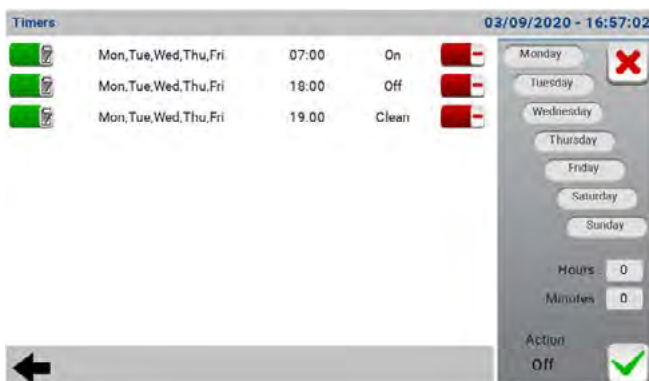 Timers 03/09/2020 - 16:57:02
Mon,Tue,Wed,Thu,Fri 07:00 On
Mon,Tue,Wed,Thu,Fri 18:00 Off
Mon,Tue,Wed,Thu,Fri 19.00 Clean
Monday
Tuesday
Wednesday
Thursday
Friday
Saturday
Sunday
Hours 0
Minutes 0
Action
Off